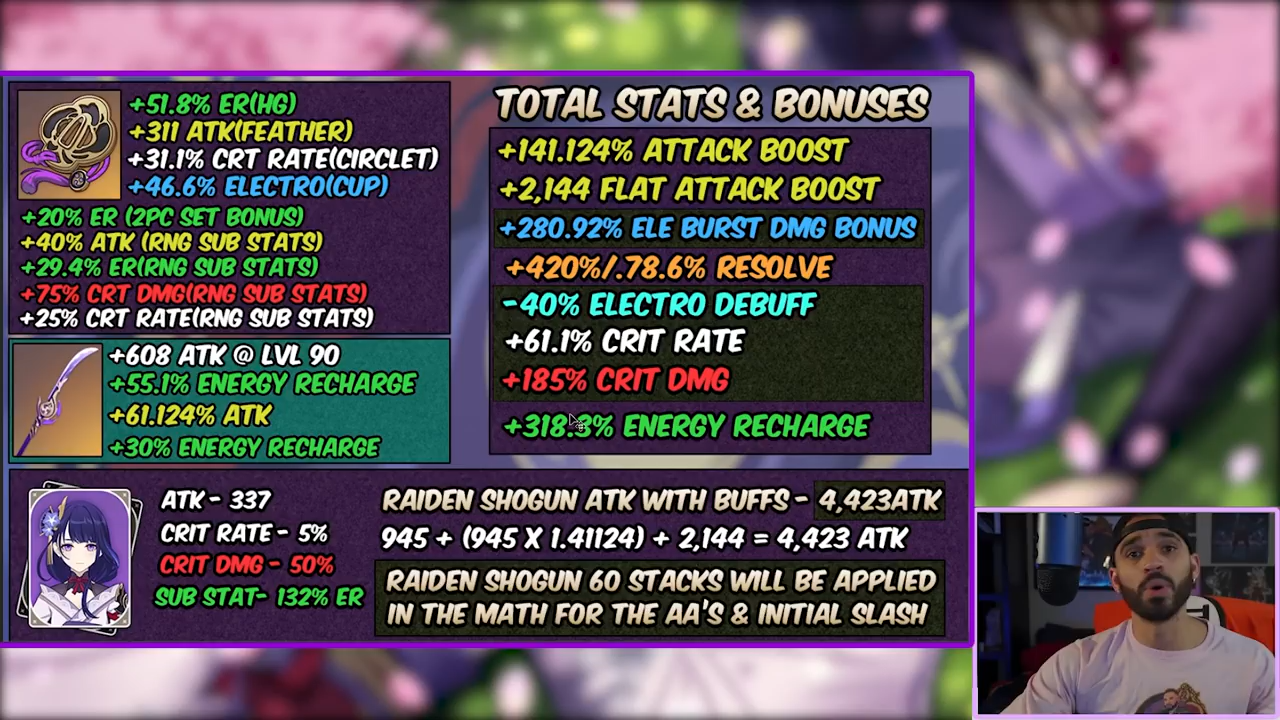 +51.8% ER(HG)
+311 ATK(FEATHER)
+31.1% CRT RATE(CIRCLET)
+46.6% ELECTRO(CUP)
+20% ER (2PC SET BONUS)
+40% ATK (RNG SUB STATS)
+29.4% ER(RNG SUB STATS)
+75% CRT DMG(RNG SUB STATS)
+25% CRT RATE(RNG SUB STATS)
+608 ATK @ LVL 90
+55.1% ENERGY RECHARGE
+61.124% ATK
+30% ENERGY RECHARGE
TOTAL STATS & BONUSES
+141.124% ATTACK BOOST
+2,144 FLAT ATTACK BOOST
+280.92% ELE BURST DMG BONUS
+420%/.78.6% RESOLVE
-40% ELECTRO DEBUFF
+61.1% CRIT RATE
+185% CRIT DMG
+318.3% ENERGY RECHARGE
ATK - 337
CRIT RATE - 5%
CRIT DMG - 50%
SUB STAT- 132% ER
RAIDEN SHOGUN ATK WITH BUFFS - 4,423ATK
945 + (945 X 1.41124) + 2,144 = 4,423 ATK
RAIDEN SHOGUN 60 STACKS WILL BE APPLIED
IN THE MATH FOR THE AA'S & INITIAL SLASH